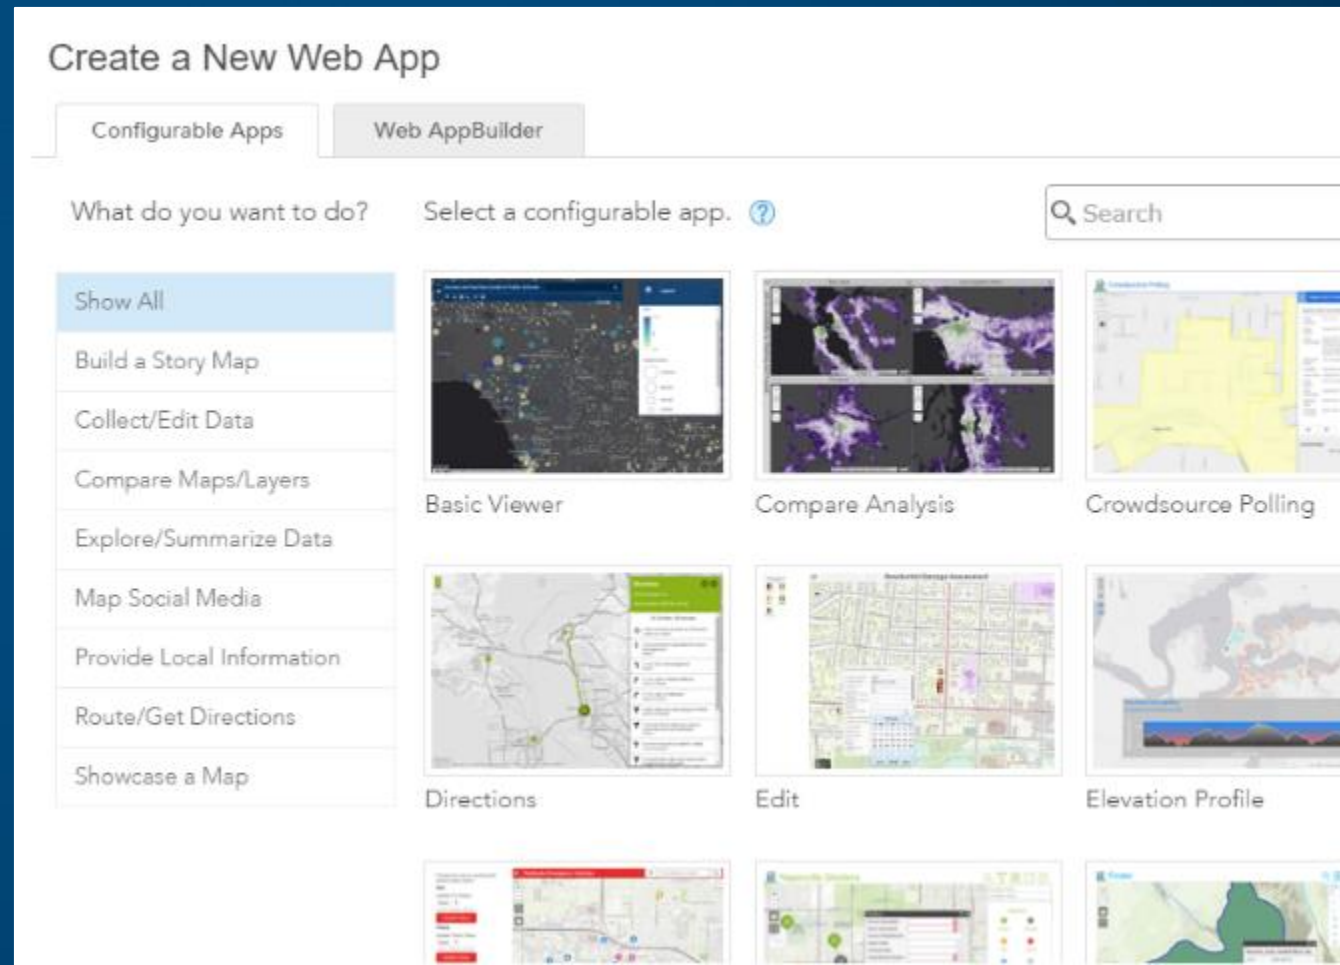 Create a New Web App
Configurable Apps
Web AppBuilder
What do you want to do?
Select a configurable app.
Search
Show All
Build a Story Map
Collect/Edit Data
Compare Maps/Layers
Explore/Summarize Data
Map Social Media
Provide Local Information
Route/Get Directions
Showcase a Map
Basic Viewer
Compare Analysis
Crowdsource Polling
Directions
Edit
Elevation Profile